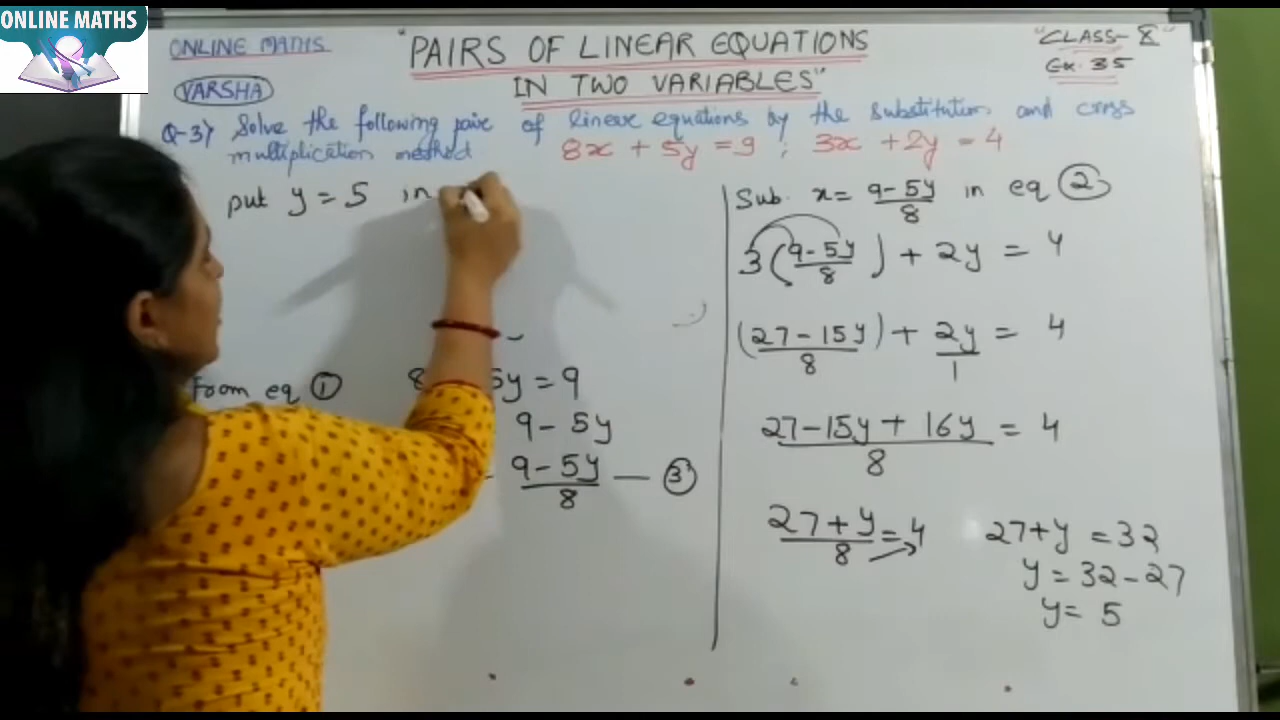 ONLINE MATHS
ONLINE MATHS
"PAIRS OF LINEAR EQUATIONS
IN TWO VARIABLES"
"CLASS-8
Ex. 35
VARSHA
Q-3) Solve the following pair of linear equations by the substitution and cross
multiplication method 8x + 5y = 9 ; 3x + 2y = 4
put y = 5 in
From eq ① 8 5y = 9
9 - 5y
9 - 5y / 8 — ③
Sub. x = 9 - 5y / 8 in eq ②
3 ( 9 - 5y / 8 ) + 2y = 4
( 27 - 15y / 8 ) + 2y / 1 = 4
27 - 15y + 16y / 8 = 4
27 + y / 8 = 4
27 + y = 32
y = 32 - 27
y = 5